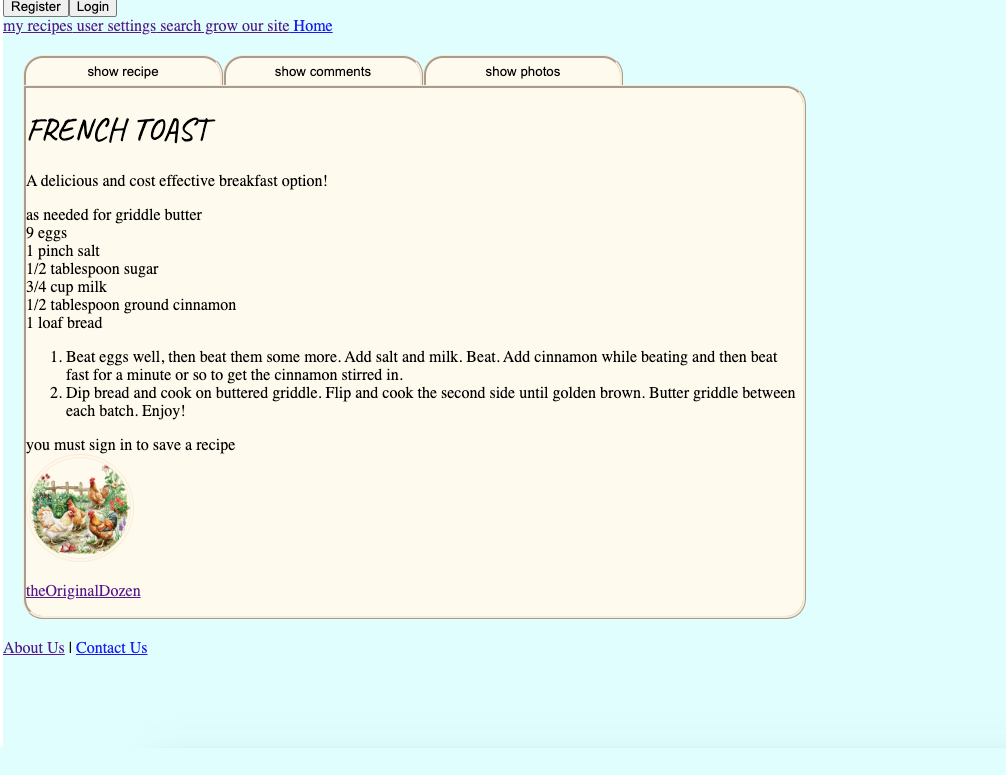 Register Login
my recipes user settings search grow our site Home
show recipe show comments show photos
FRENCH TOAST
A delicious and cost effective breakfast option!
as needed for griddle butter
9 eggs
1 pinch salt
1/2 tablespoon sugar
3/4 cup milk
1/2 tablespoon ground cinnamon
1 loaf bread
1. Beat eggs well, then beat them some more. Add salt and milk. Beat. Add cinnamon while beating and then beat
fast for a minute or so to get the cinnamon stirred in.
2. Dip bread and cook on buttered griddle. Flip and cook the second side until golden brown. Butter griddle between
each batch. Enjoy!
you must sign in to save a recipe
theOriginalDozen
About Us | Contact Us